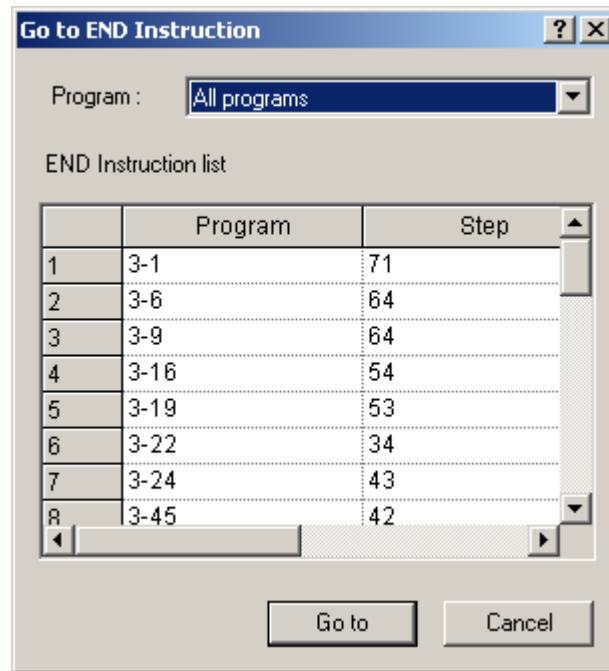 Go to END Instruction
Program : All programs
END Instruction list
Program Step
1 3-1 71
2 3-6 64
3 3-9 64
4 3-16 54
5 3-19 53
6 3-22 34
7 3-24 43
8 3-45 42
Go to Cancel